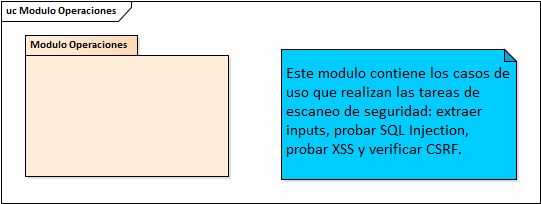 uc Modulo Operaciones
Modulo Operaciones
Este modulo contiene los casos de
uso que realizan las tareas de
escaneo de seguridad: extraer
inputs, probar SQL Injection,
probar XSS y verificar CSRF.